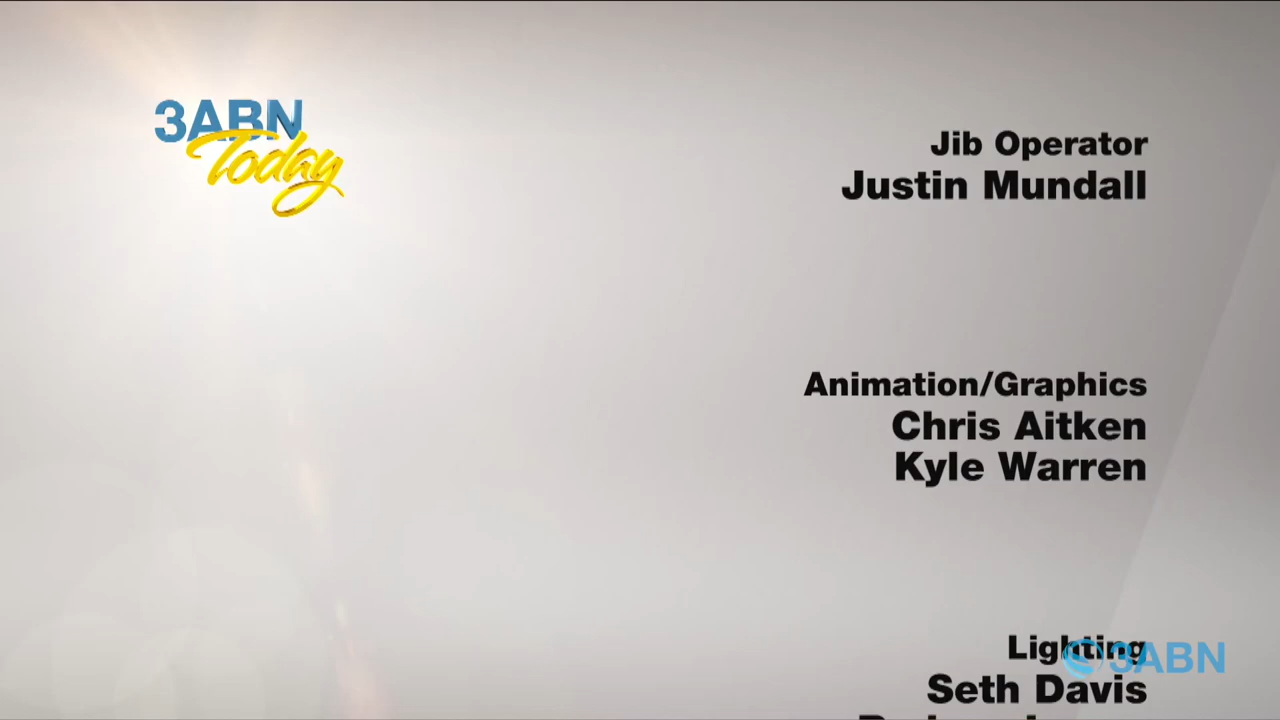 3ABN
Today
Jib Operator
Justin Mundall
Animation/Graphics
Chris Aitken
Kyle Warren
Lighting
3ABN
Seth Davis